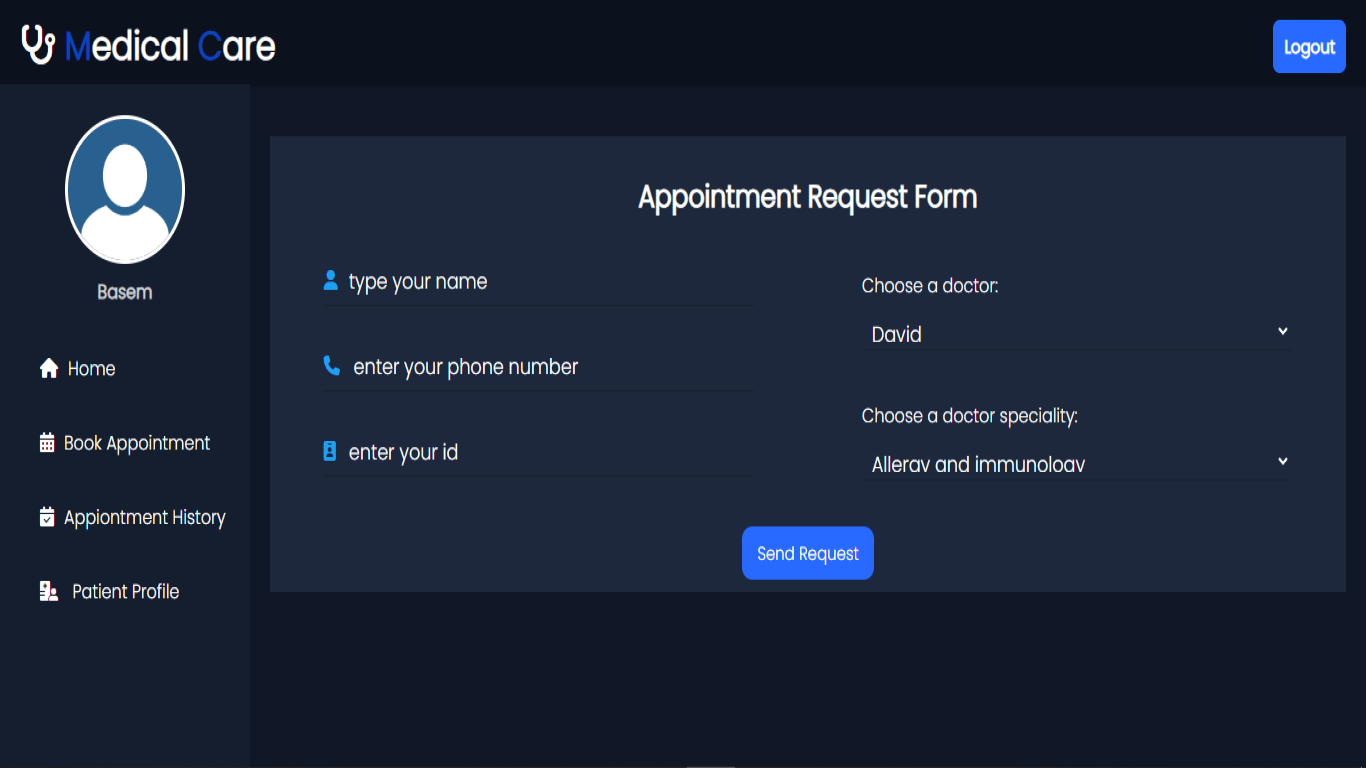 Medical Care
Logout
Basem
Home
Book Appointment
Appiontment History
Patient Profile
Appointment Request Form
type your name
enter your phone number
enter your id
Choose a doctor:
David
Choose a doctor speciality:
Allergy and immunology
Send Request